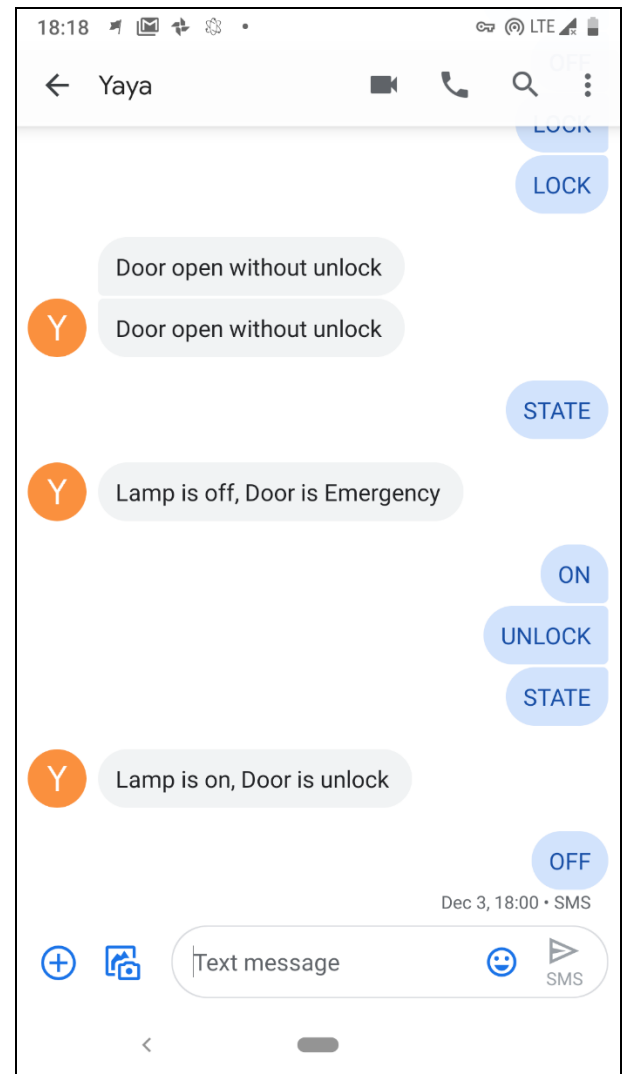 18:18 LTE
OFF
Yaya
LOCK
LOCK
Door open without unlock
Y Door open without unlock
STATE
Y Lamp is off, Door is Emergency
ON
UNLOCK
STATE
Y Lamp is on, Door is unlock
OFF
Dec 3, 18:00 • SMS
Text message
SMS